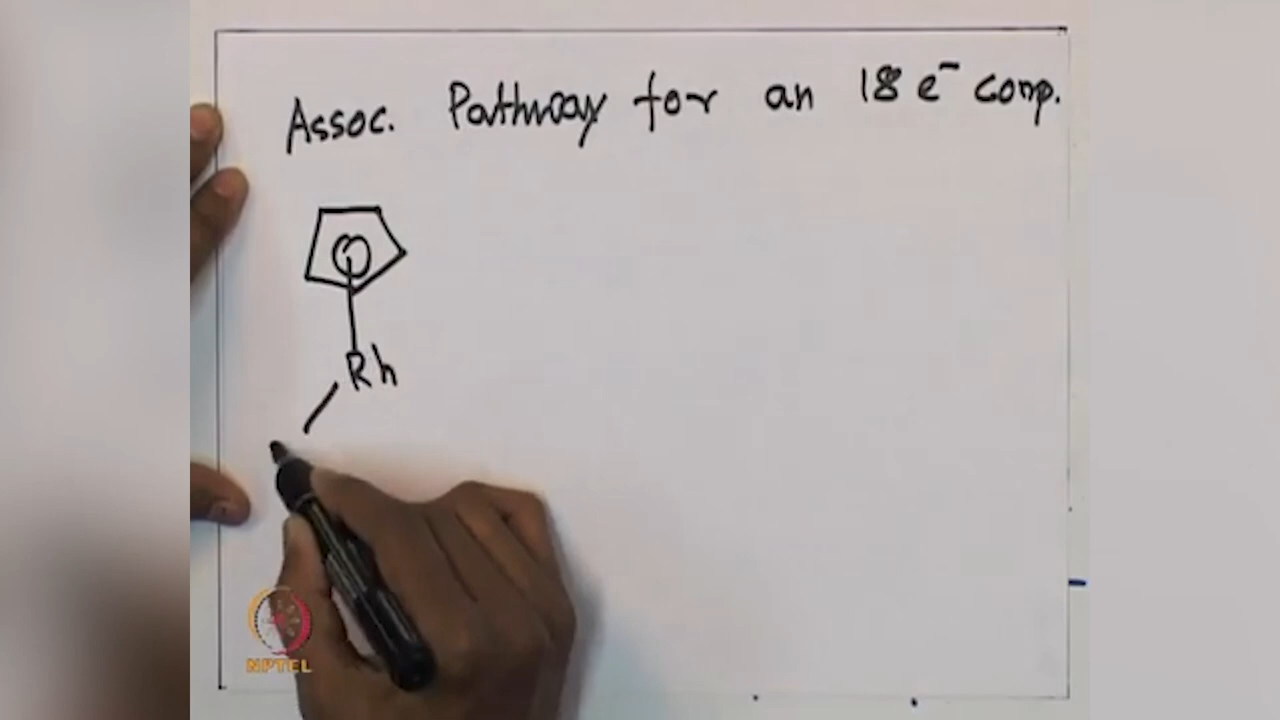 Assoc. Pathway for an 18 e⁻ comp.
Rh
NPTEL